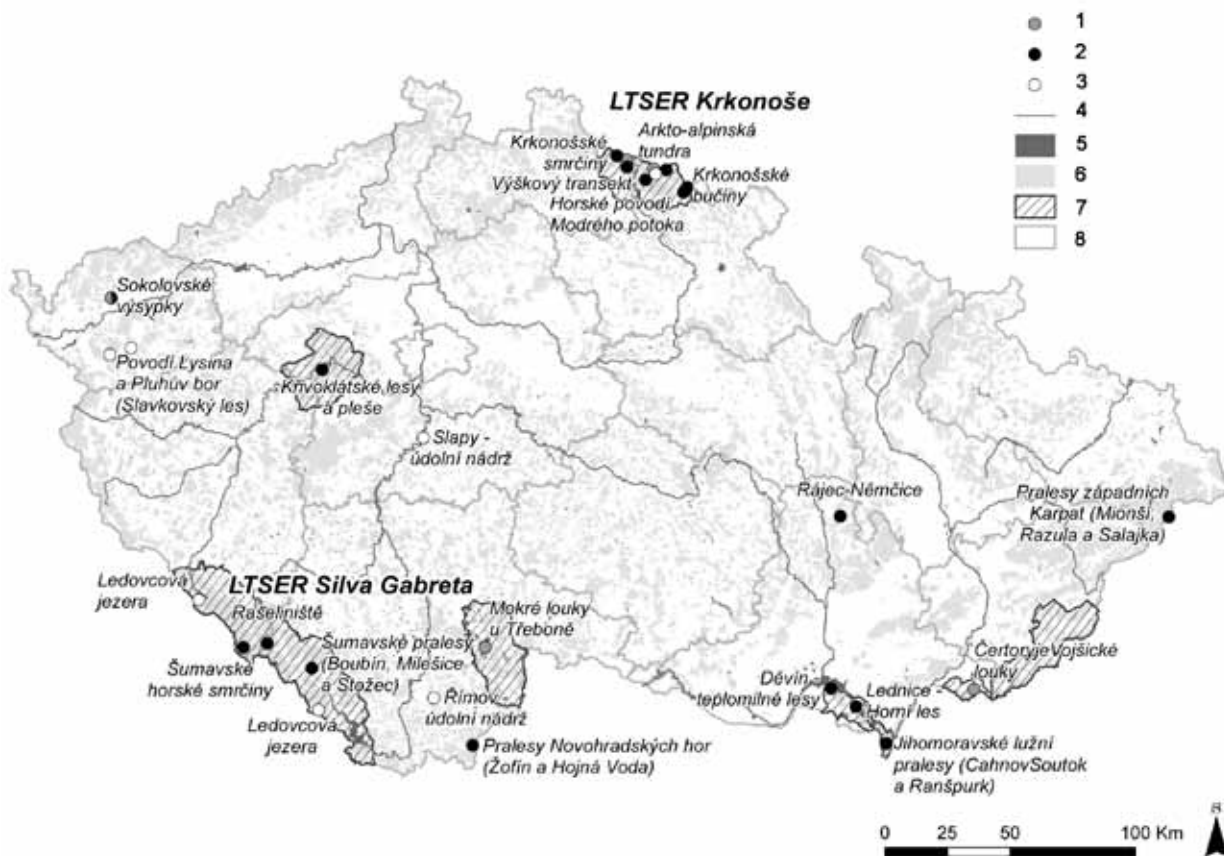 1
2
3
4
5
6
7
8
LTSER Krkonoše
Arkto-alpinská
tundra
Krkonošské
smrčiny
Výškový transekt
Krkonošské
bučiny
Horské povodí
Modrého potoka
Sokolovské
výsypky
Povodí Lysina
a Pluhův bor
(Slavkovský les)
Křivoklátské lesy
a pleše
Slapy -
údolní nádrž
Rájec-Němčice
Pralesy západních
Karpat (Mionší,
Razula a Salajka)
Ledovcová
jezera
LTSER Silva Gabreta
Rašeliniště
Mokré louky
u Třeboně
Šumavské pralesy
(Boubín, Milešice
a Stožec)
Šumavské
horské smrčiny
Ledovcová
jezera
Římov -
údolní nádrž
Pralesy Novohradských hor
(Žofín a Hojná Voda)
Děvín
teplomilné lesy
Lednice -
Horní les
ČertoryjeVojšické
louky
Jihomoravské lužní
pralesy (CahnovSoutok
a Ranšpurk)
0 25 50 100 Km